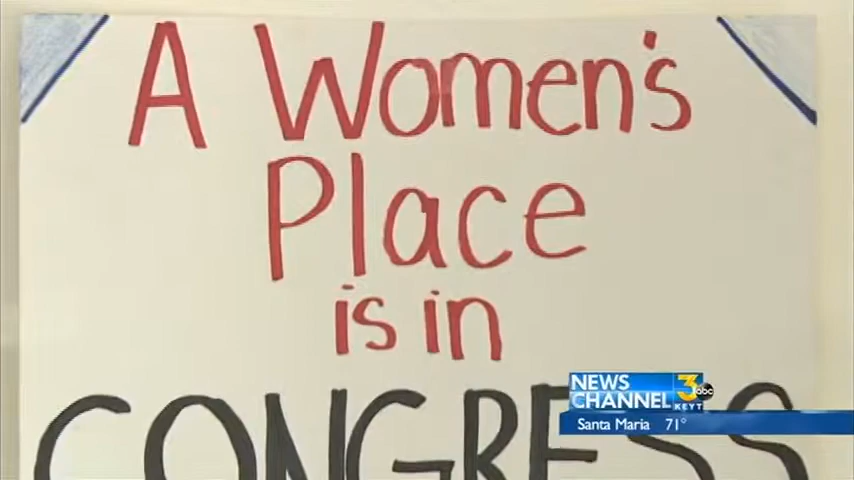 A Women's
Place
is in
CONGRESS
NEWS
CHANNEL 3
abc
KEYT
Santa Maria 71°